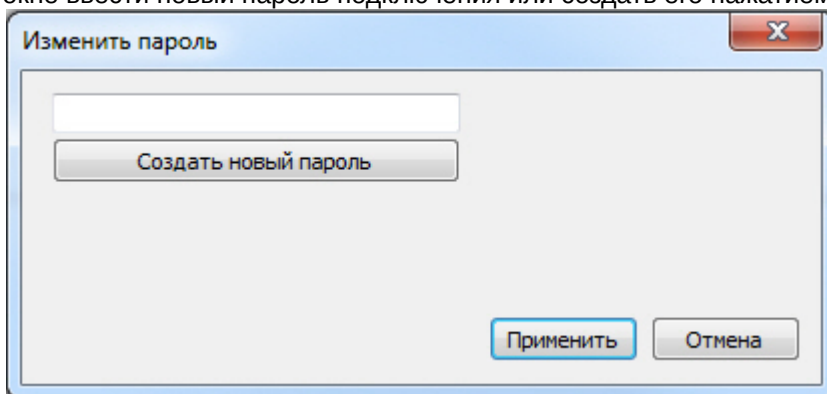 окне ввести новый пароль подключения или создать его нажатием
Изменить пароль
Создать новый пароль
Применить
Отмена